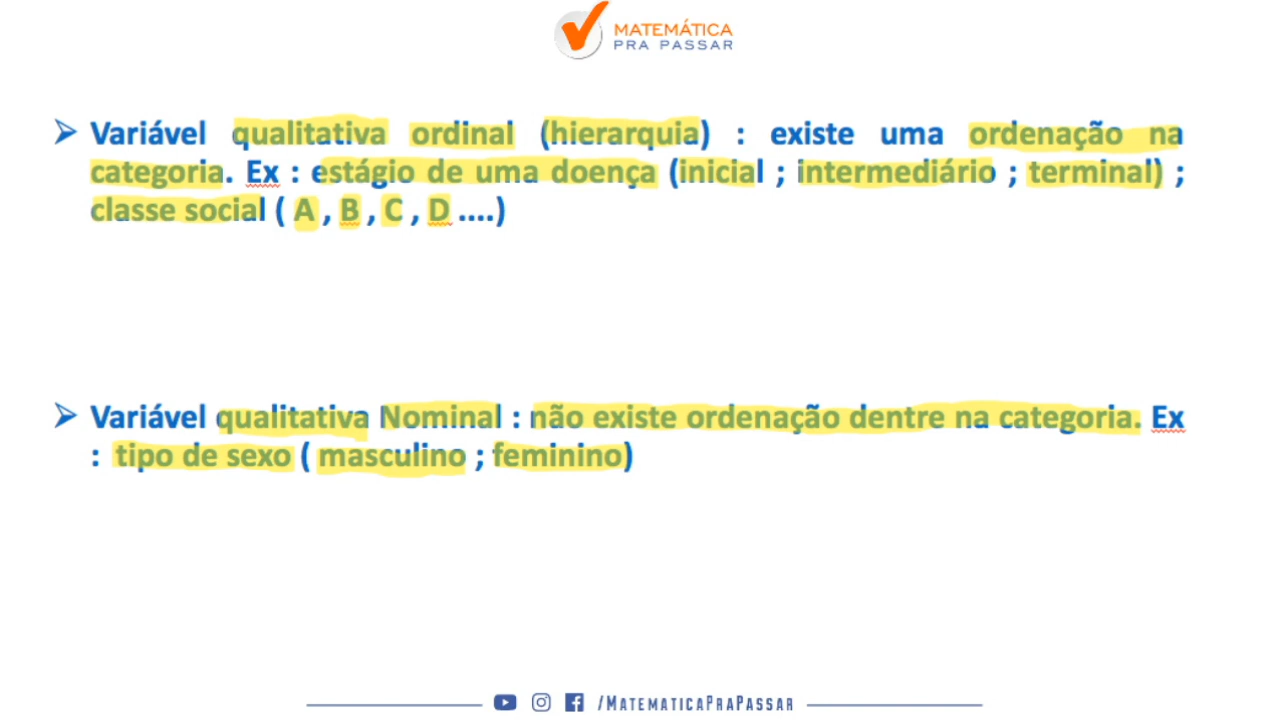 MATEMÁTICA
PRA PASSAR
➢ Variável qualitativa ordinal (hierarquia) : existe uma ordenação na
categoria. Ex : estágio de uma doença (inicial ; intermediário ; terminal) ;
classe social ( A , B , C , D ....)
➢ Variável qualitativa Nominal : não existe ordenação dentre na categoria. Ex
: tipo de sexo ( masculino ; feminino)
/MATEMATICAPRAPASSAR